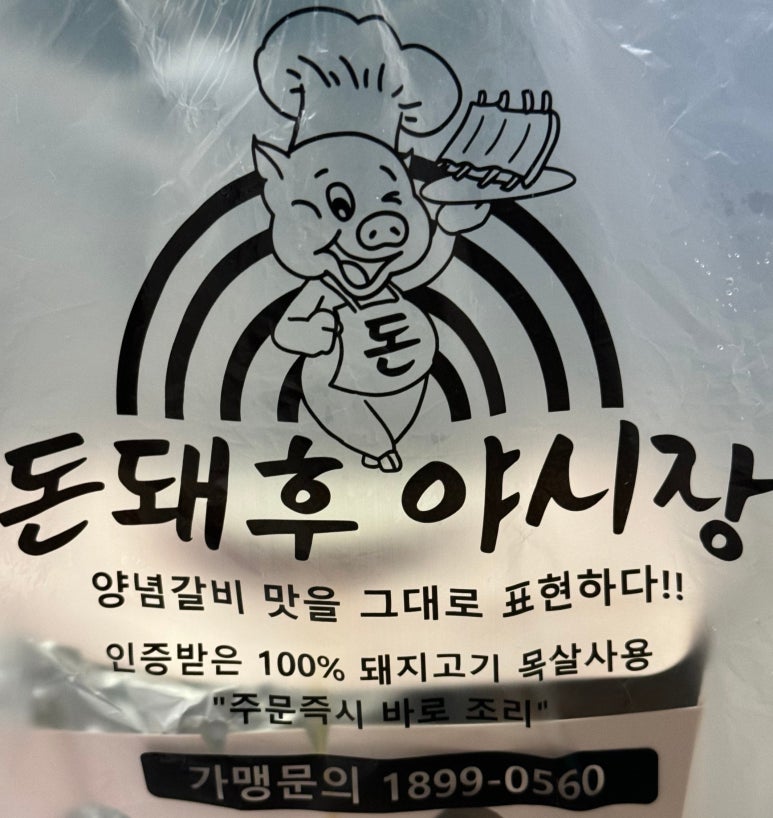 돈
돈돼후 야시장
양념갈비 맛을 그대로 표현하다!!
인증받은 100% 돼지고기 목살사용
"주문즉시 바로 조리"
가맹문의 1899-0560